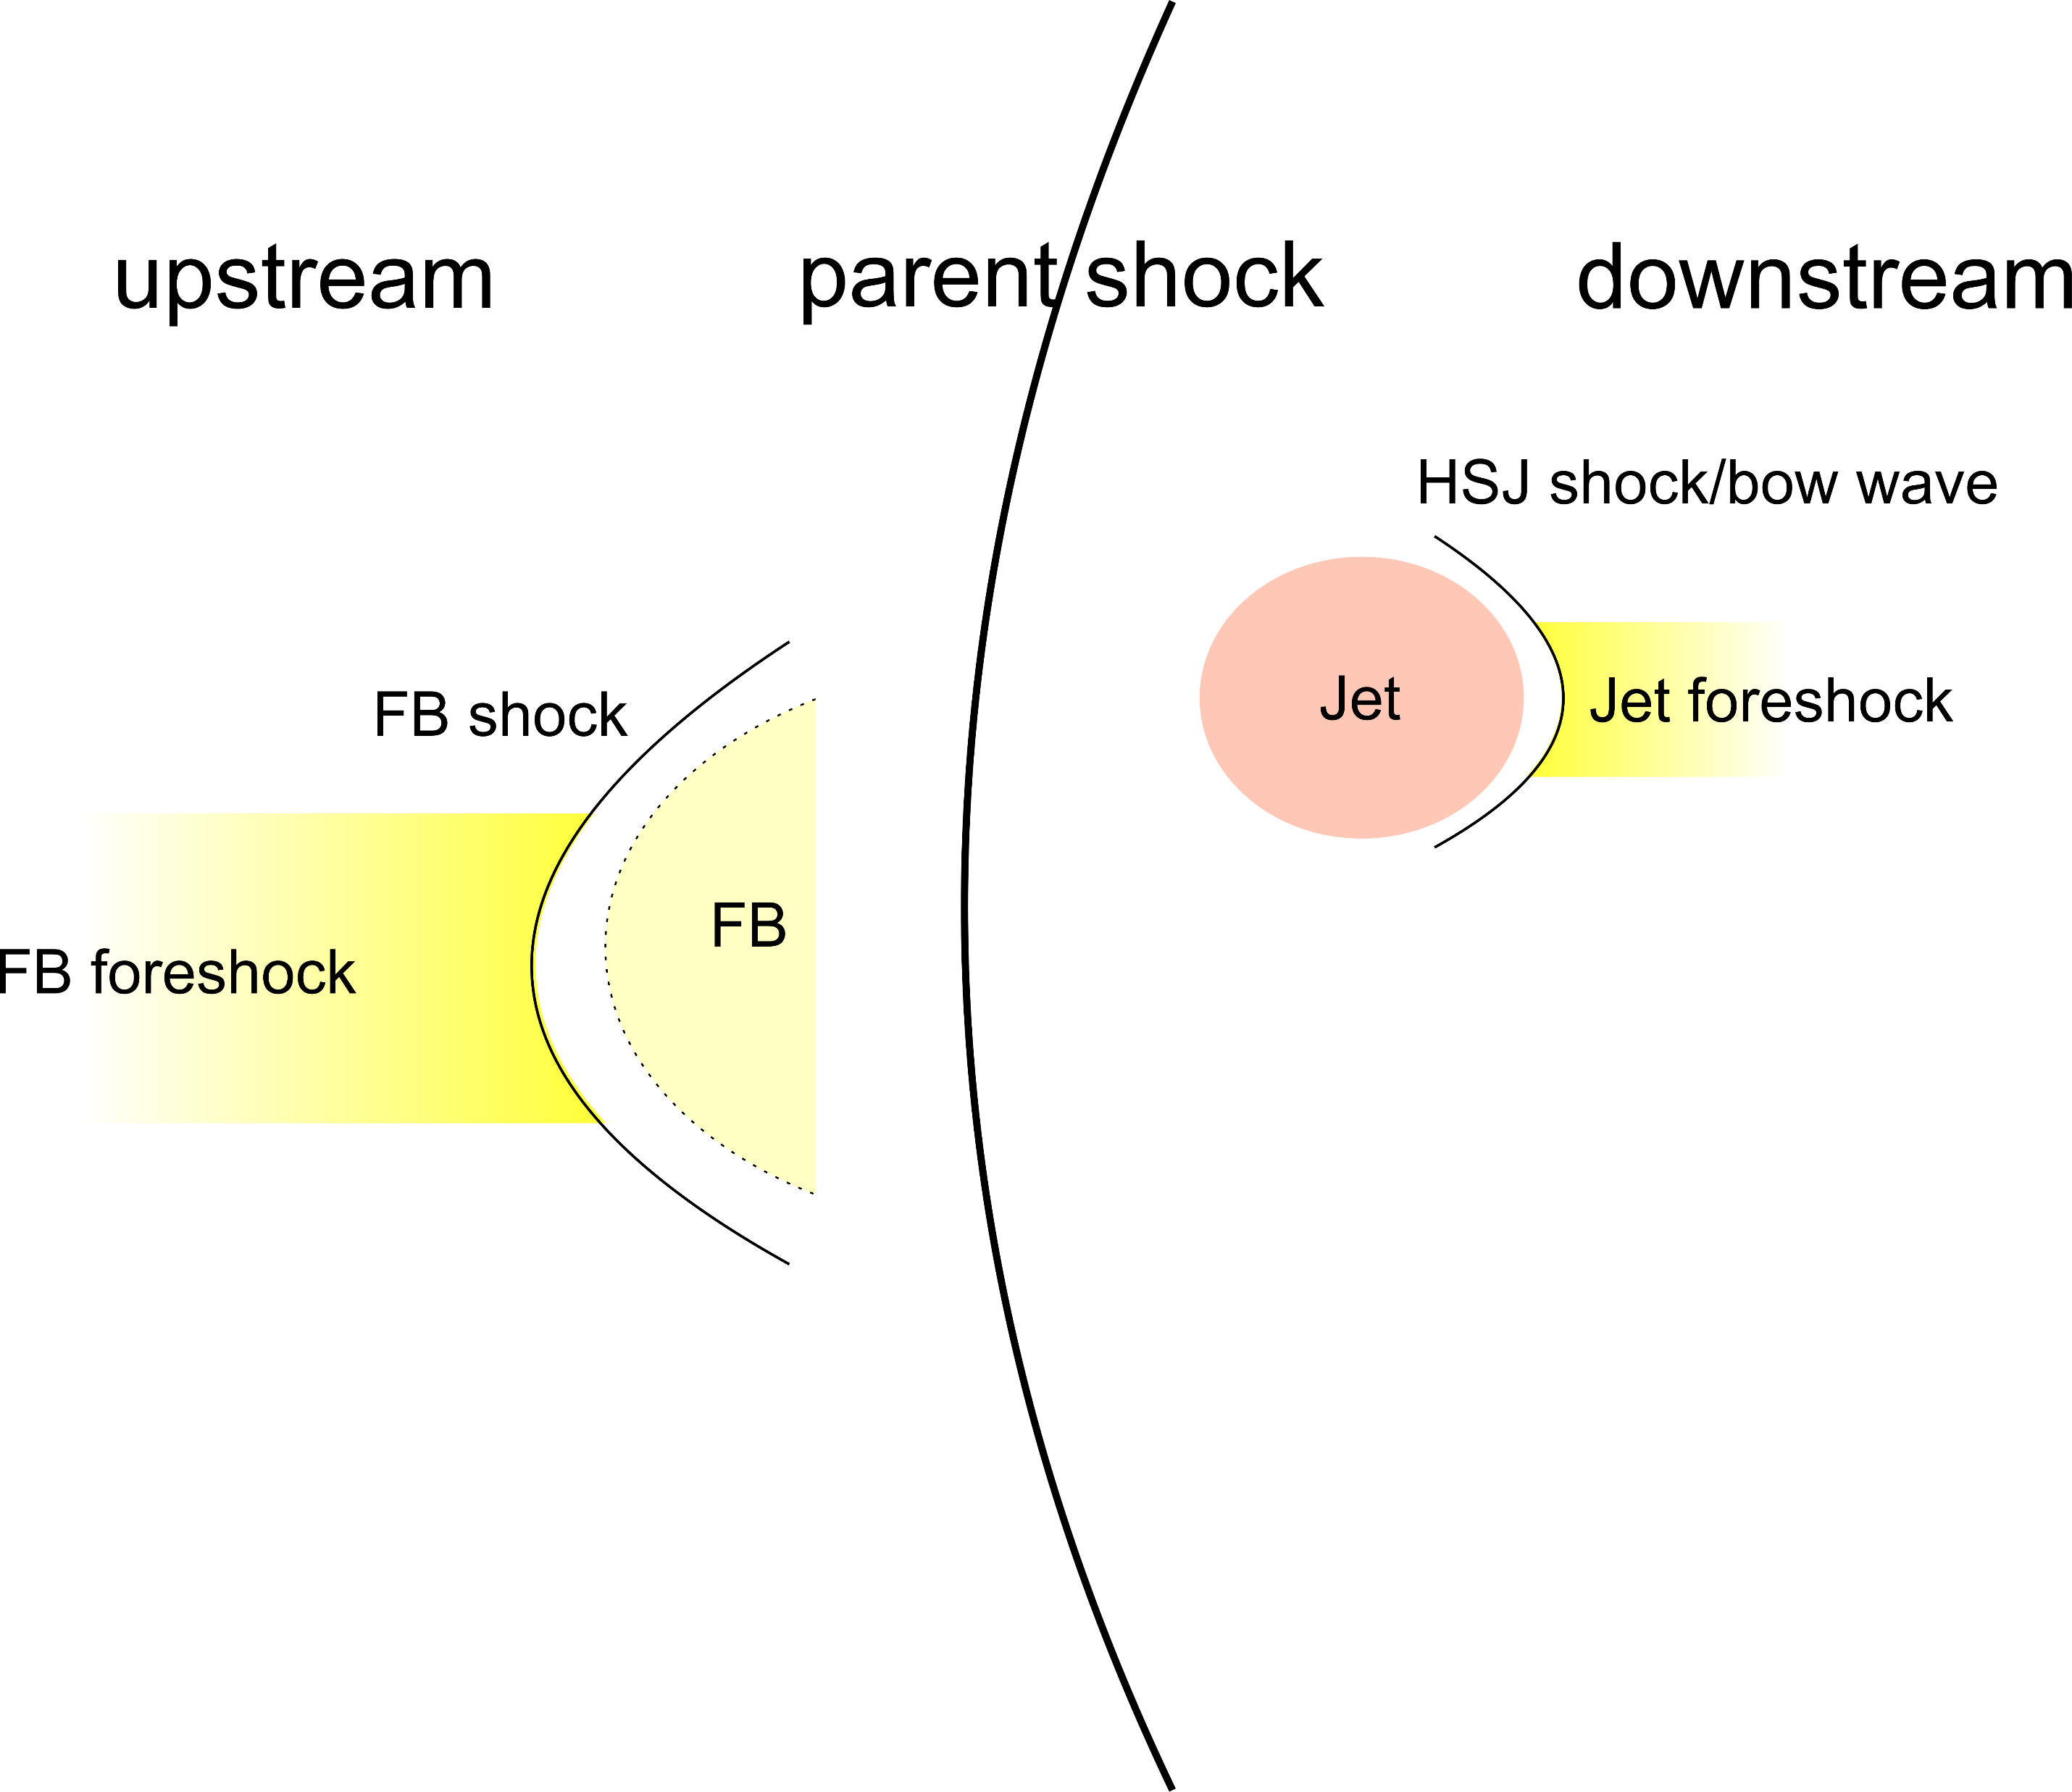 upstream
parent shock
downstream
HSJ shock/bow wave
FB shock
Jet
Jet foreshock
FB
FB foreshock